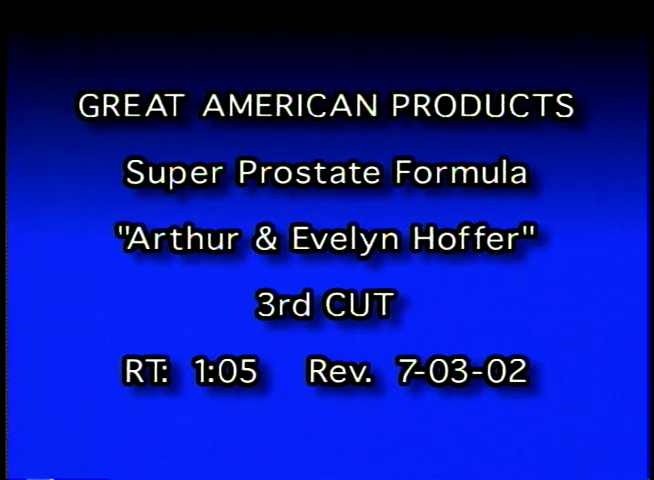 GREAT AMERICAN PRODUCTS
Super Prostate Formula
"Arthur & Evelyn Hoffer"
3rd CUT
RT: 1:05 Rev. 7-03-02